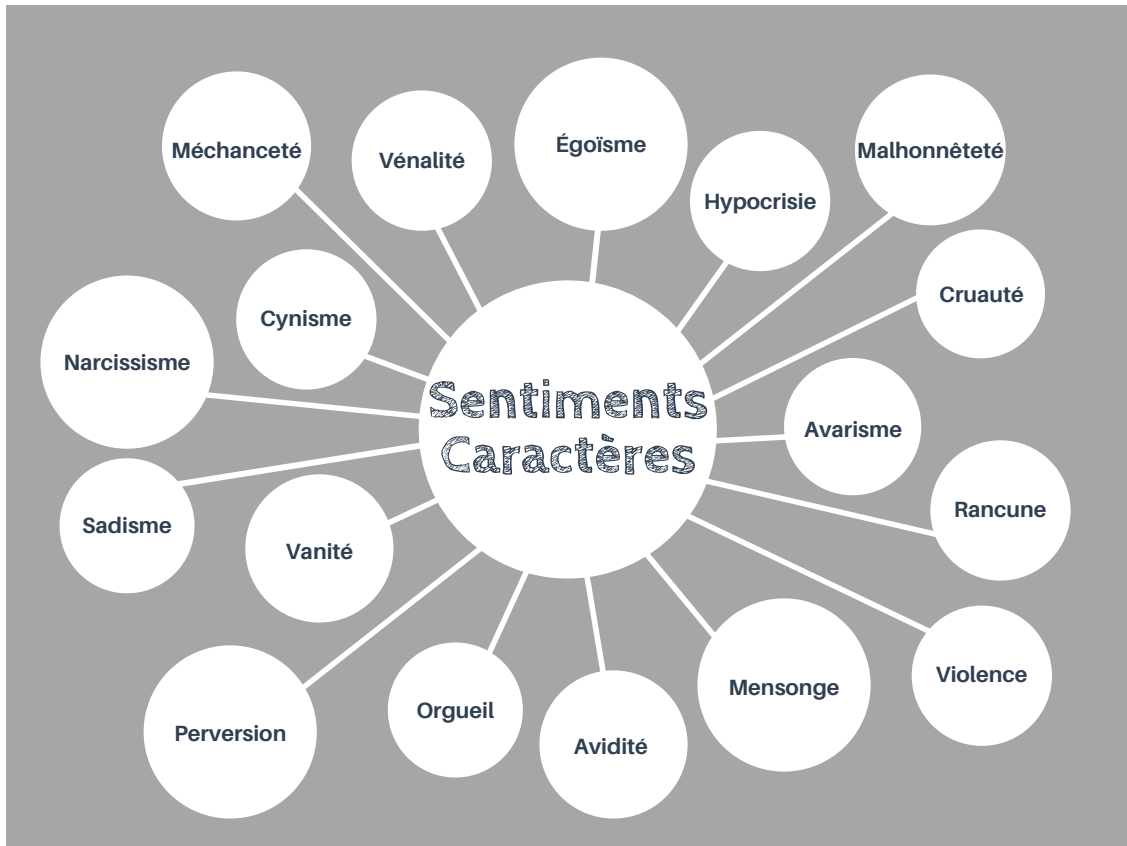 Méchanceté
Vénalité
Égoïsme
Hypocrisie
Malhonnêteté
Cynisme
Cruauté
Narcissisme
Sentiments
Caractères
Avarisme
Sadisme
Vanité
Rancune
Perversion
Orgueil
Avidité
Mensonge
Violence